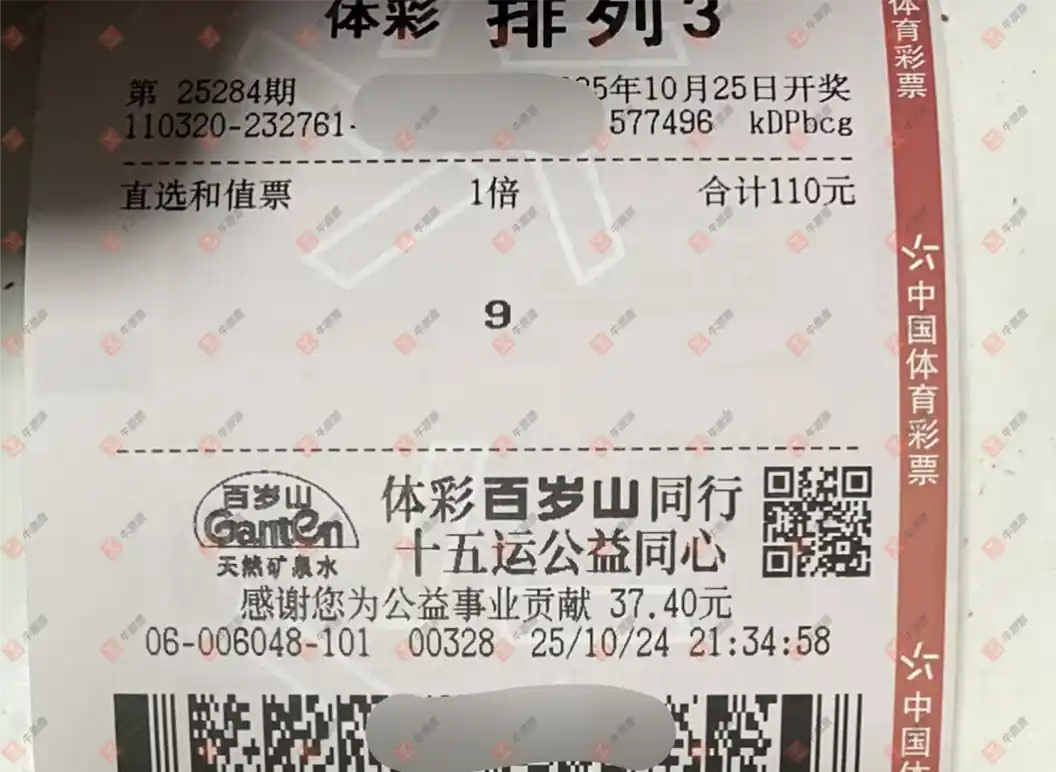 体彩 排列3
第 25284期 25年10月25日开奖
110320-232761- 577496 kDPbcg
直选和值票 1倍 合计110元
9
百岁山
Ganten
天然矿泉水
体彩百岁山同行
十五运公益同心
感谢您为公益事业贡献 37.40元
06-006048-101 00328 25/10/24 21:34:58
体育彩票
中国体育彩票
中国体